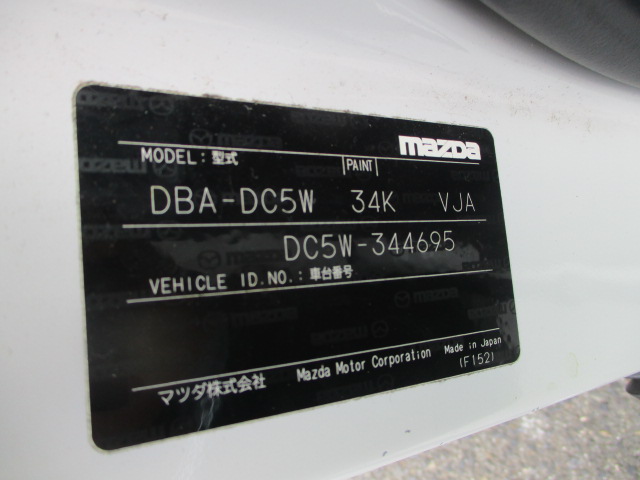 mazDa
MODEL: 型式 PAINT
DBA-DC5W 34K VJA
DC5W-344695
VEHICLE ID.NO.: 車台番号
マツダ株式会社 Mazda Motor Corporation Made in Japan
(F152)